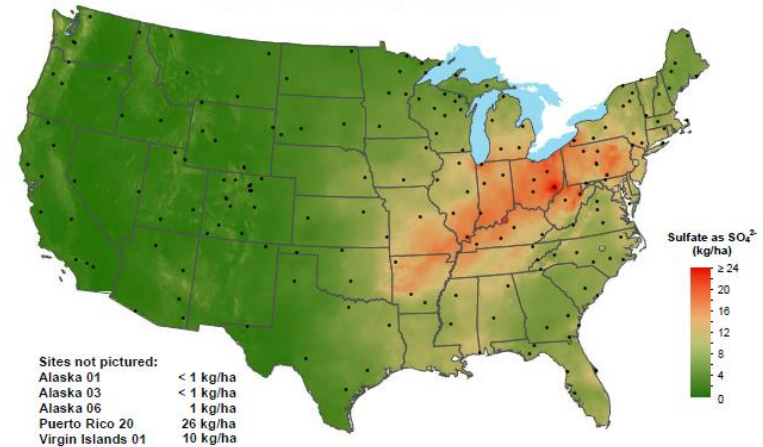 Sulfate as SO₄²⁻
(kg/ha)
≥ 24
20
16
12
8
4
0
Sites not pictured:
Alaska 01 < 1 kg/ha
Alaska 03 < 1 kg/ha
Alaska 06 1 kg/ha
Puerto Rico 20 26 kg/ha
Virgin Islands 01 10 kg/ha